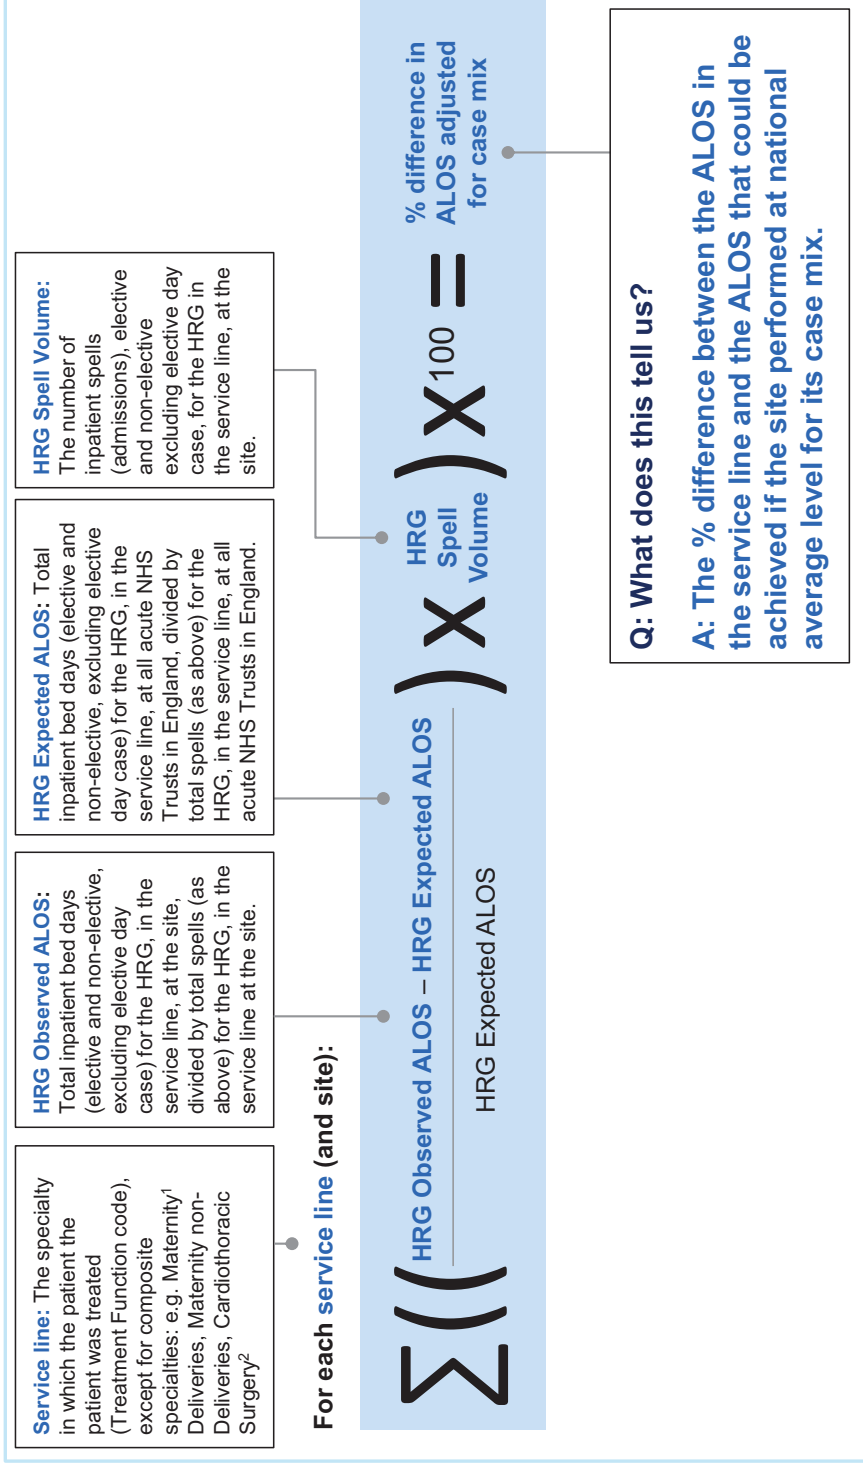 Service line: The specialty
in which the patient the
patient was treated
(Treatment Function code),
except for composite
specialties: e.g. Maternity¹
Deliveries, Maternity non-
Deliveries, Cardiothoracic
Surgery²
HRG Observed ALOS:
Total inpatient bed days
(elective and non-elective,
excluding elective day
case) for the HRG, in the
service line, at the site,
divided by total spells (as
above) for the HRG, in the
service line at the site.
HRG Expected ALOS: Total
inpatient bed days (elective and
non-elective, excluding elective
day case) for the HRG, in the
service line, at all acute NHS
Trusts in England, divided by
total spells (as above) for the
HRG, in the service line, at all
acute NHS Trusts in England.
HRG Spell Volume:
The number of
inpatient spells
(admissions), elective
and non-elective
excluding elective day
case, for the HRG in
the service line, at the
site.
For each service line (and site):
Σ((
HRG Observed ALOS – HRG Expected ALOS
HRG Expected ALOS
) X
HRG
Spell
Volume
) X 100 =
% difference in
ALOS adjusted
for case mix
Q: What does this tell us?
A: The % difference between the ALOS in
the service line and the ALOS that could be
achieved if the site performed at national
average level for its case mix.